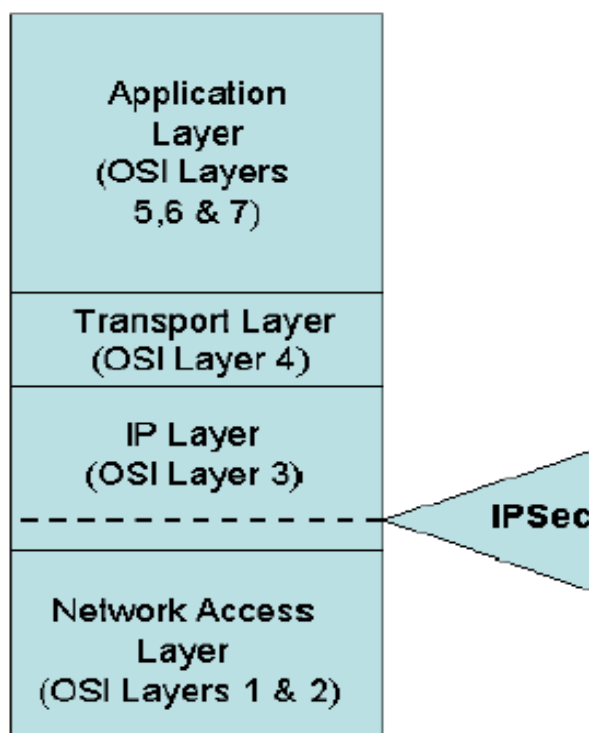 Application
Layer
(OSI Layers
5,6 & 7)
Transport Layer
(OSI Layer 4)
IP Layer
(OSI Layer 3)
IPSec
Network Access
Layer
(OSI Layers 1 & 2)